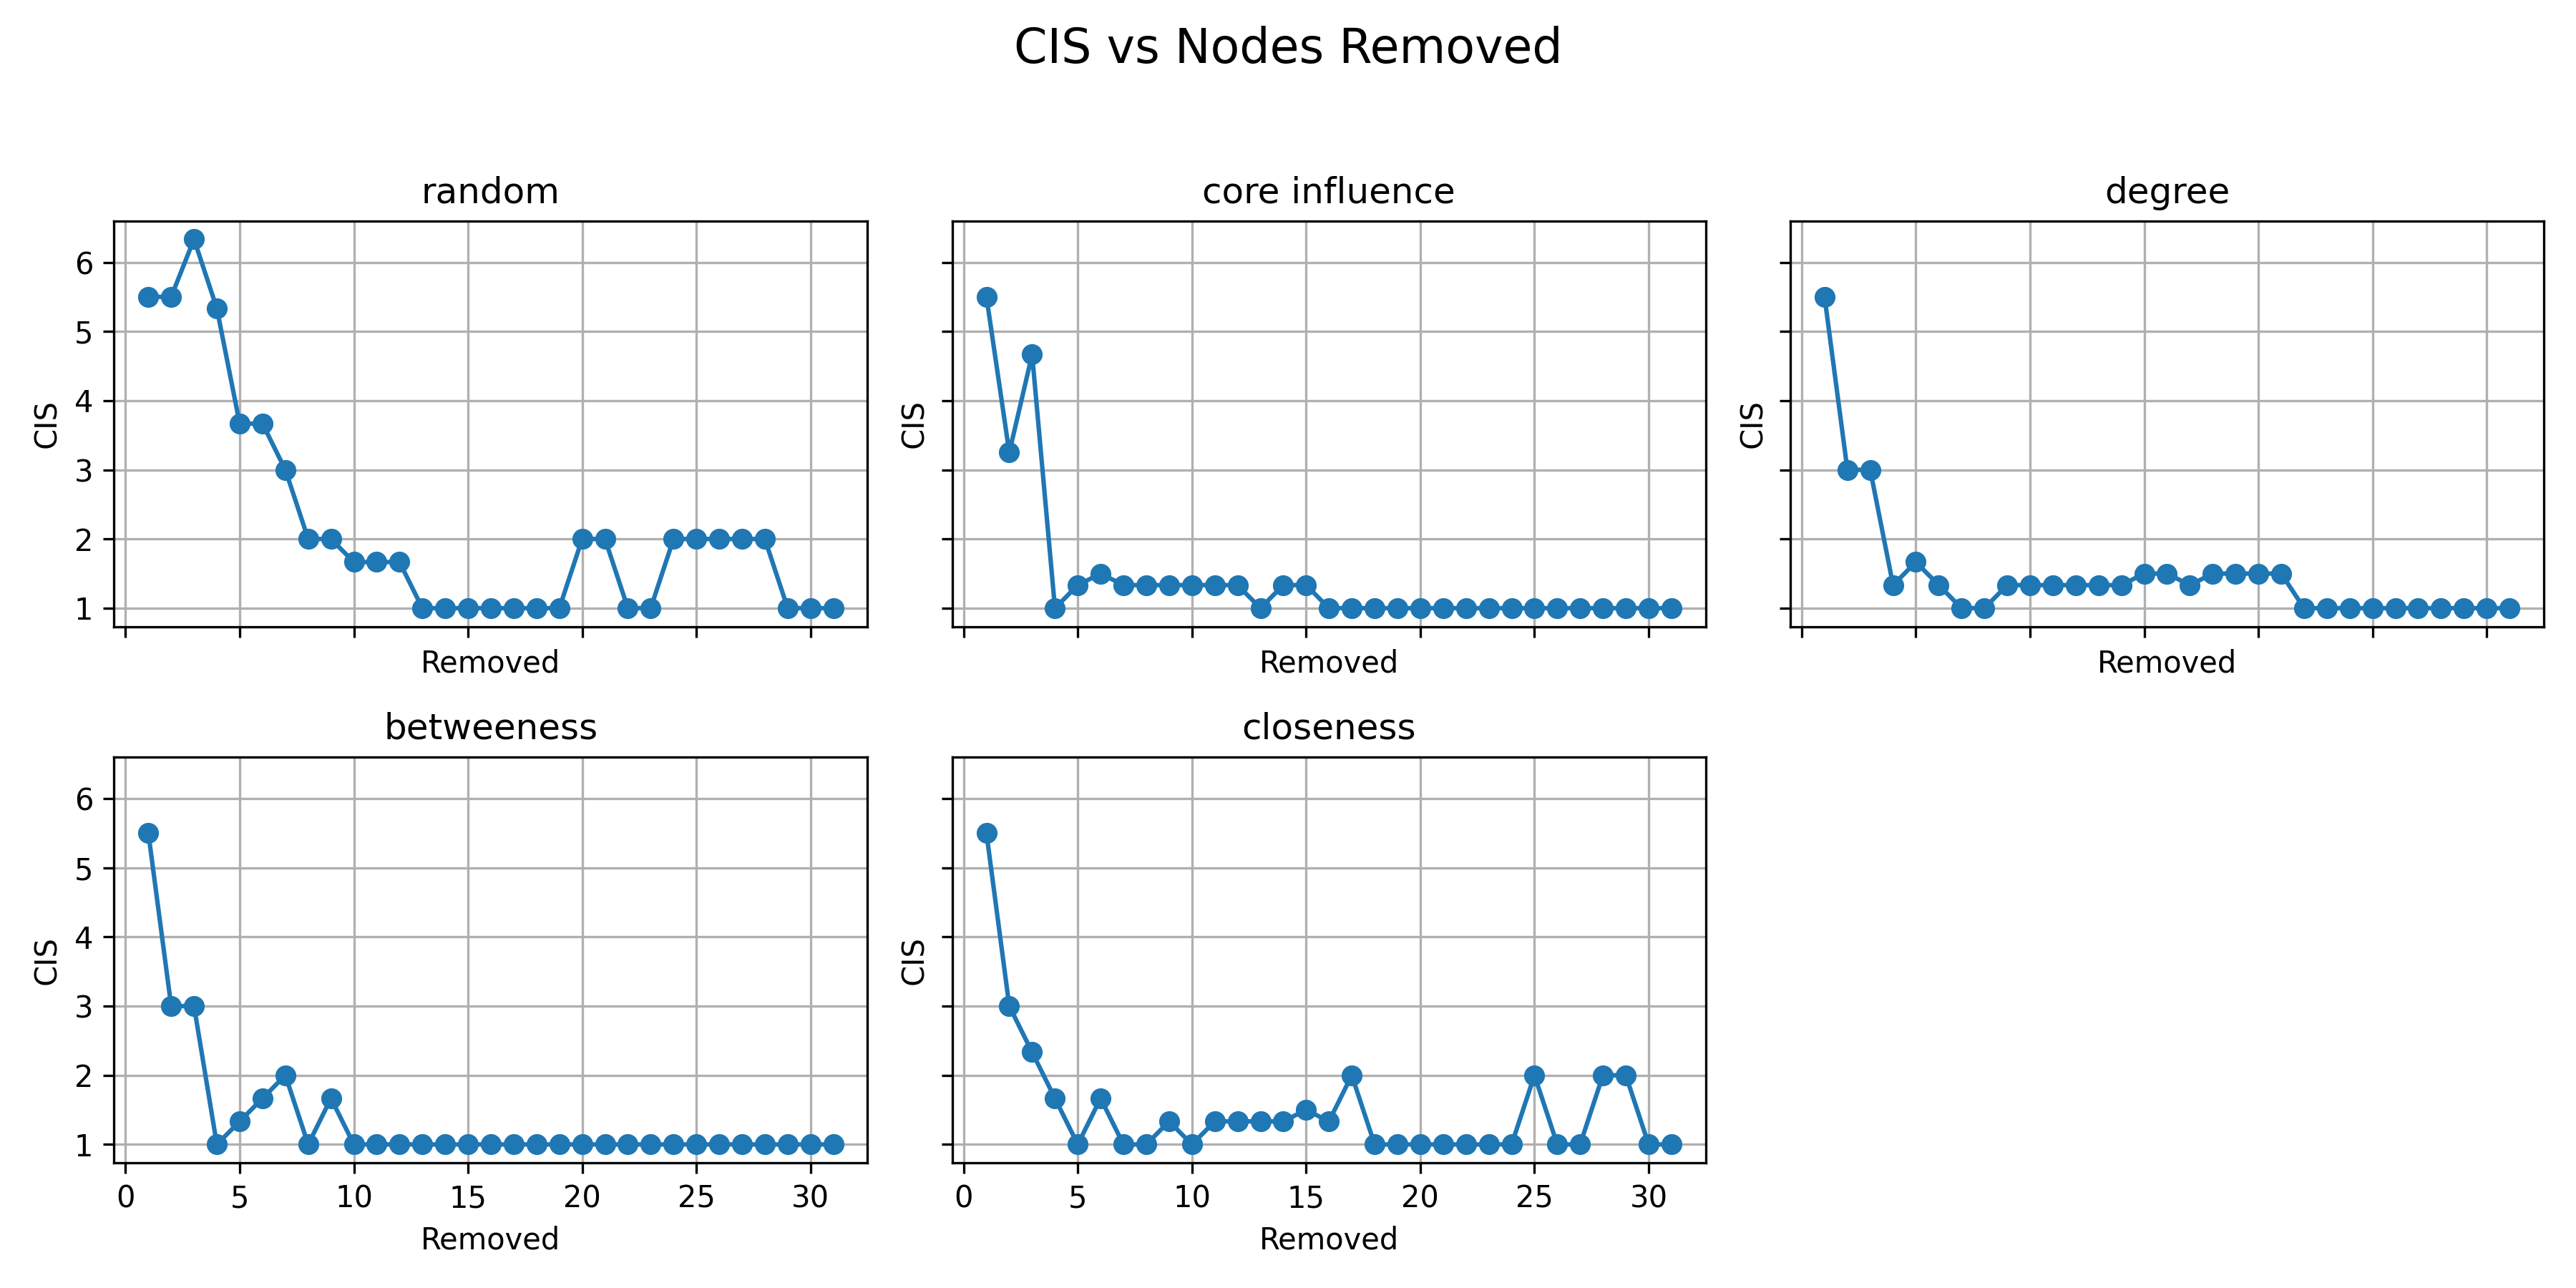 CIS vs Nodes Removed
random
core influence
degree
6
5
4
3
2
1
CIS
CIS
CIS
Removed
Removed
Removed
betweeness
closeness
6
5
4
3
2
1
CIS
CIS
0 5 10 15 20 25 30
0 5 10 15 20 25 30
Removed
Removed